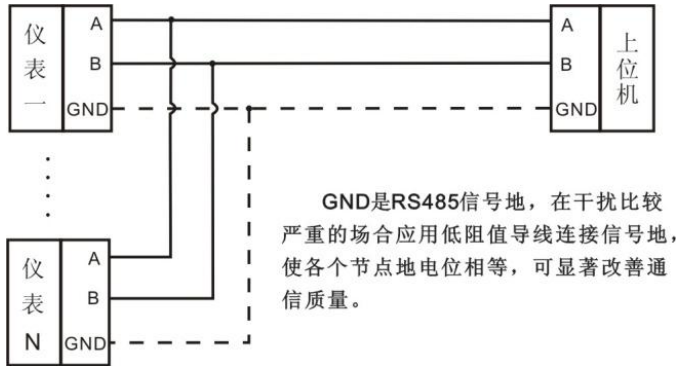 仪表一
A
B
GND
A
B
GND
上位机
仪表N
A
B
GND
GND是RS485信号地，在干扰比较
严重的场合应用低阻值导线连接信号地，
使各个节点地电位相等，可显著改善通
信质量。